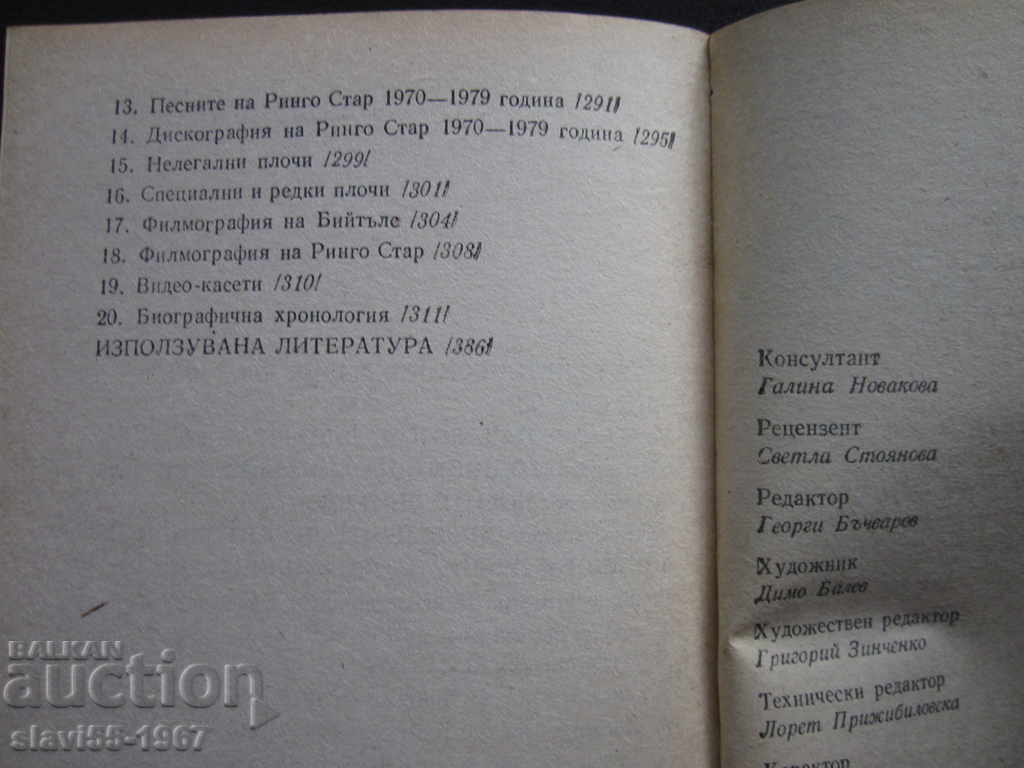 13. Песните на Ринго Стар 1970—1979 година /291/
14. Дискография на Ринго Стар 1970—1979 година /295/
15. Нелегални плочи /299/
16. Специални и редки плочи /301/
17. Филмография на Бийтълс /304/
18. Филмография на Ринго Стар /308/
19. Видео-касети /310/
20. Биографична хронология /311/
ИЗПОЛЗУВАНА ЛИТЕРАТУРА /386/
Консултант
Галина Новакова
Рецензент
Светла Стоянова
Редактор
Георги Бъчваров
Художник
Димо Балев
Художествен редактор
Григорий Зинченко
Технически редактор
Лорет Прижибиловска
Коректор
BALKAN
auction
slavi55-1967